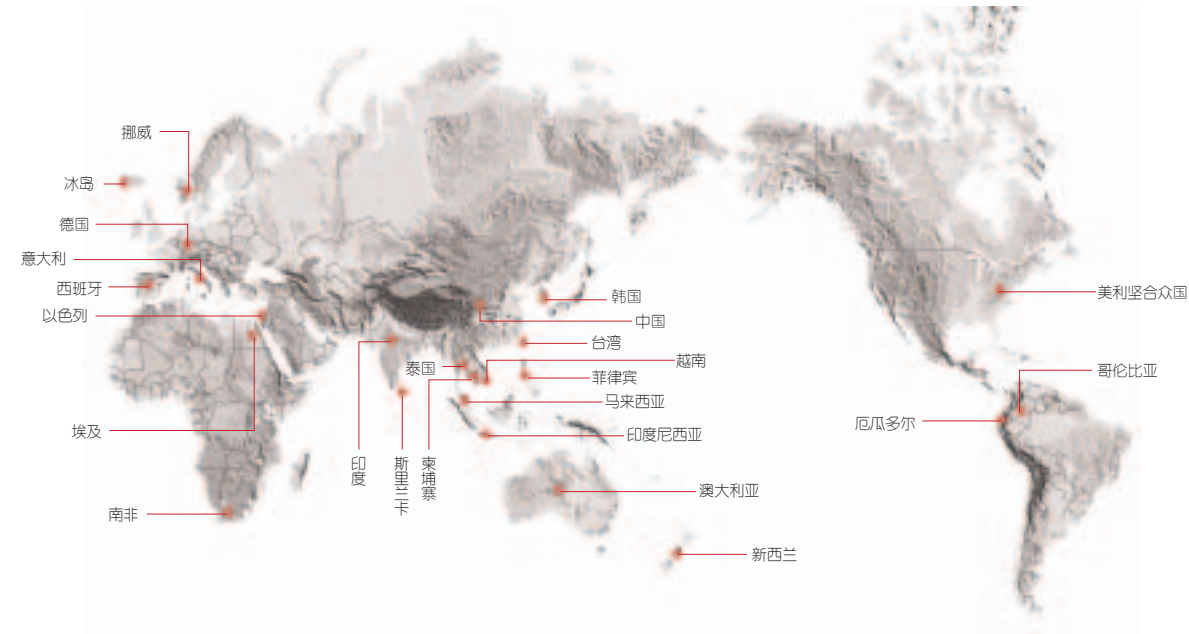 挪威
冰岛
德国
意大利
西班牙
以色列
埃及
南非
韩国
中国
台湾
越南
泰国
菲律宾
马来西亚
印度尼西亚
印度
斯里兰卡
柬埔寨
澳大利亚
新西兰
美利坚合众国
哥伦比亚
厄瓜多尔